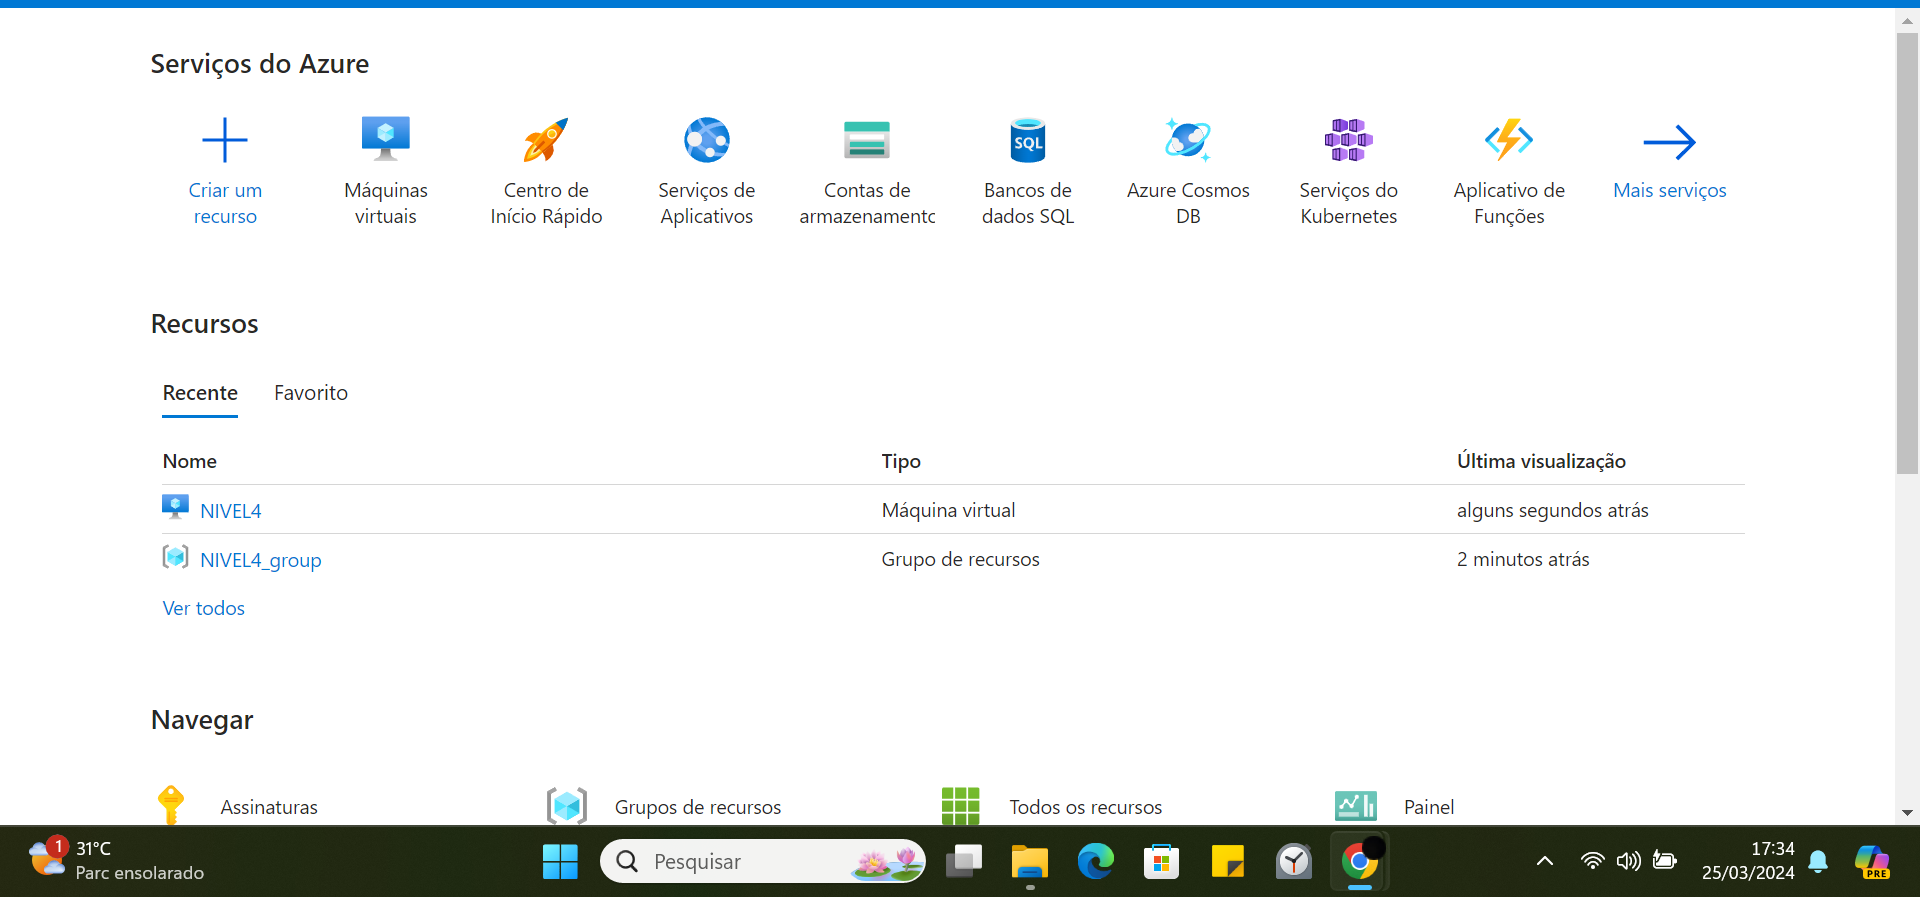 Serviços do Azure
Criar um
recurso
Máquinas
virtuais
Centro de
Início Rápido
Serviços de
Aplicativos
Contas de
armazenamento
SQL
Bancos de
dados SQL
Azure Cosmos
DB
Serviços do
Kubernetes
Aplicativo de
Funções
Mais serviços
Recursos
Recente Favorito
Nome Tipo Última visualização
NIVEL4 Máquina virtual alguns segundos atrás
NIVEL4_group Grupo de recursos 2 minutos atrás
Ver todos
Navegar
Assinaturas Grupos de recursos Todos os recursos Painel
1
31°C
Parc ensolarado
Pesquisar
17:34
25/03/2024
PRE